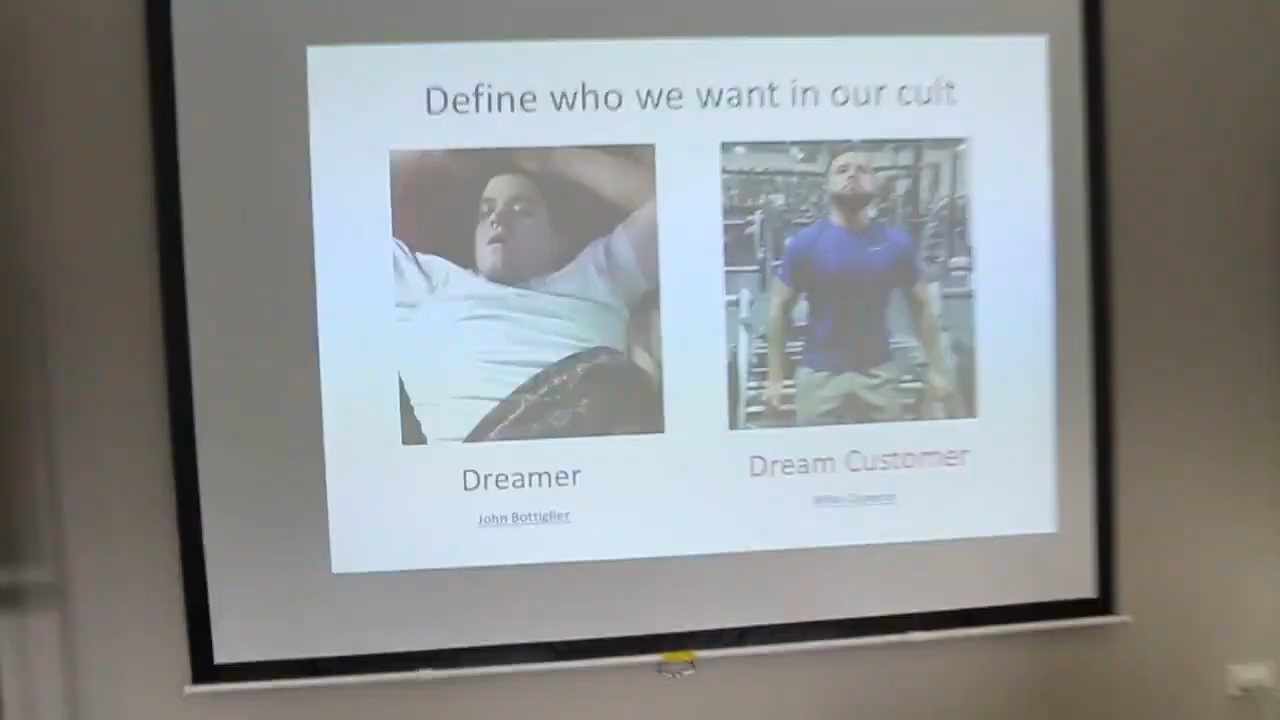 Define who we want in our cult
Dreamer
Dream Customer
John Bottiglier